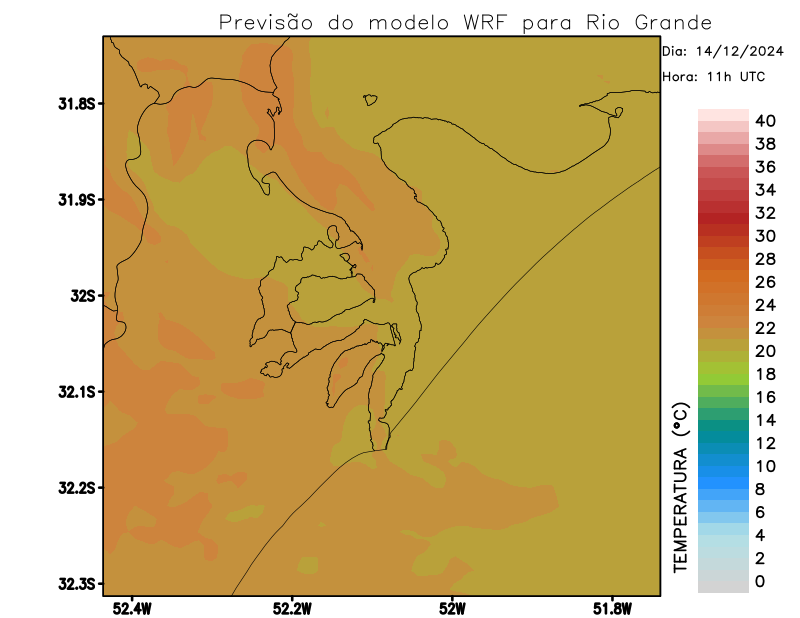 Previsão do modelo WRF para Rio Grande
Dia: 14/12/2024
Hora: 11h UTC
31.8S
31.9S
32S
32.1S
32.2S
32.3S
52.4W
52.2W
52W
51.8W
TEMPERATURA (°C)
40
38
36
34
32
30
28
26
24
22
20
18
16
14
12
10
8
6
4
2
0